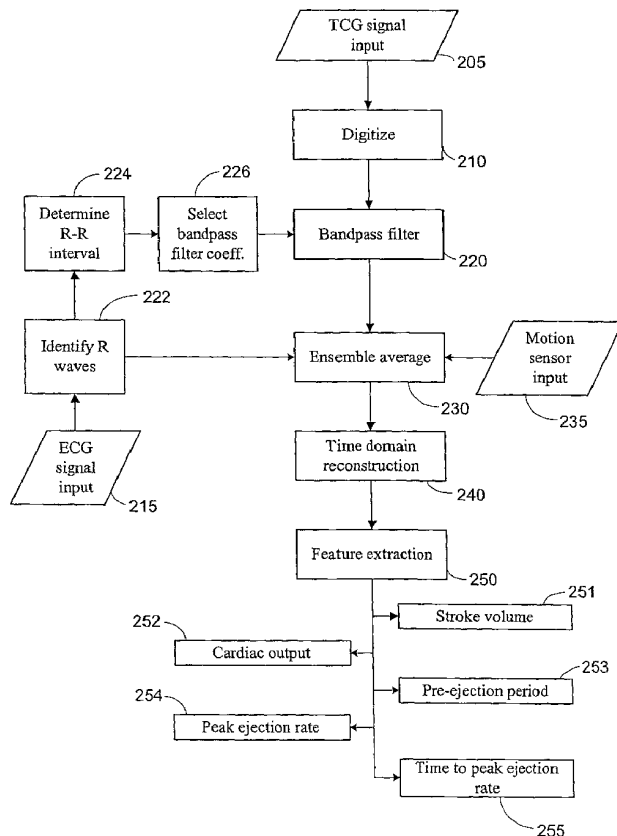 TCG signal
input
205
Digitize
210
224
226
Determine
R-R
interval
Select
bandpass
filter coeff.
Bandpass filter
220
222
Identify R
waves
Ensemble average
230
Motion
sensor
input
235
ECG
signal
input
215
Time domain
reconstruction
240
Feature extraction
250
251
Stroke volume
252
Cardiac output
253
Pre-ejection period
254
Peak ejection rate
Time to peak ejection
rate
255